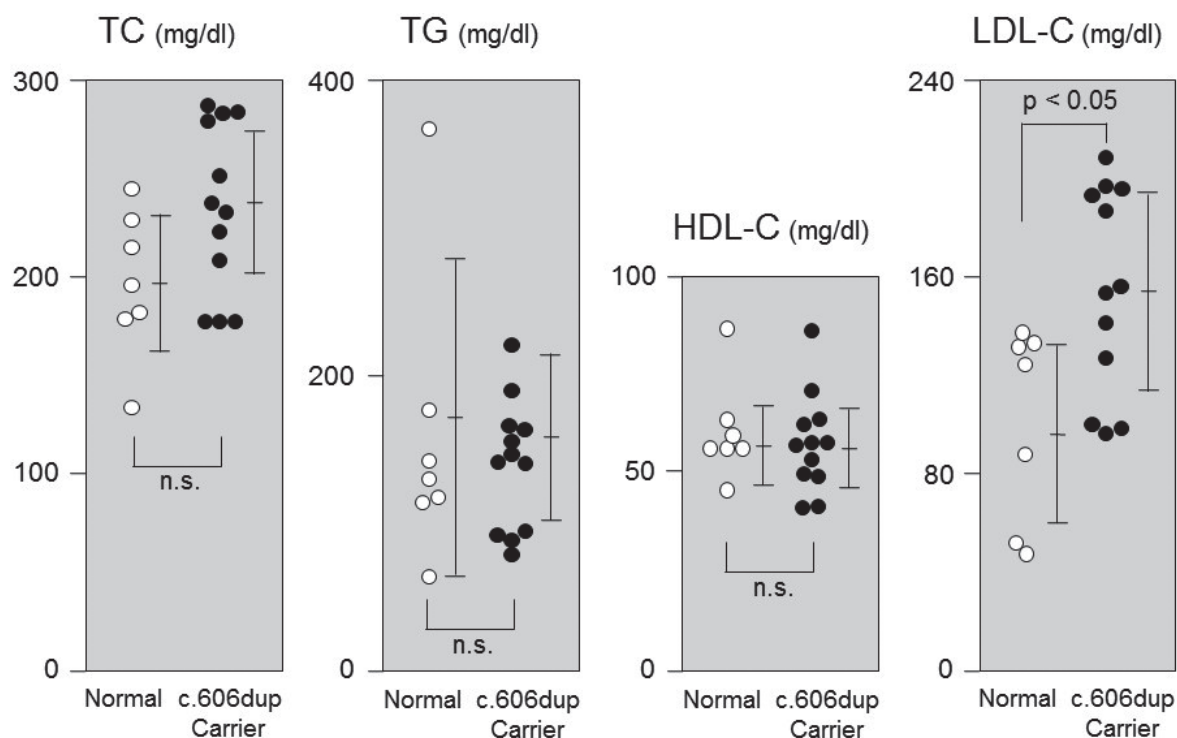 TC (mg/dl)
300
200
100
0
n.s.
Normal c.606dup
Carrier
TG (mg/dl)
400
200
0
n.s.
Normal c.606dup
Carrier
HDL-C (mg/dl)
100
50
0
n.s.
Normal c.606dup
Carrier
LDL-C (mg/dl)
240
160
80
0
p < 0.05
Normal c.606dup
Carrier